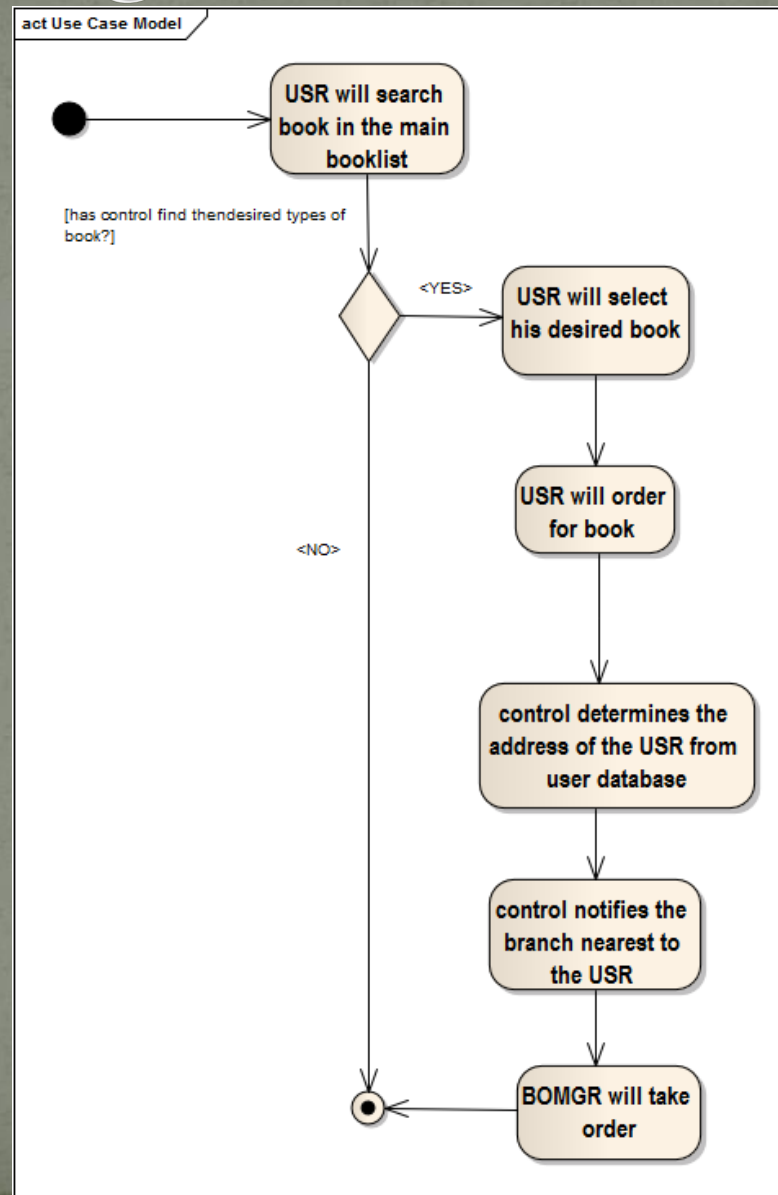 act Use Case Model
USR will search
book in the main
booklist
[has control find thendesired types of
book?]
<YES>
USR will select
his desired book
USR will order
for book
<NO>
control determines the
address of the USR from
user database
control notifies the
branch nearest to
the USR
BOMGR will take
order